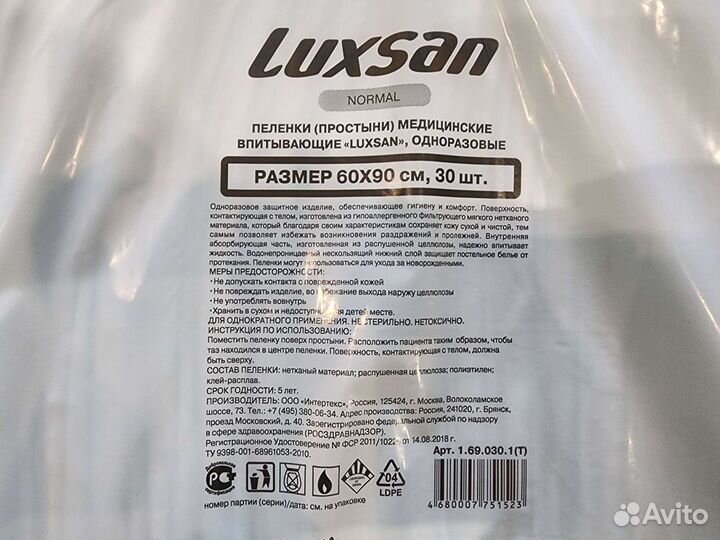 Luxsan
NORMAL
ПЕЛЕНКИ (ПРОСТЫНИ) МЕДИЦИНСКИЕ
ВПИТЫВАЮЩИЕ «LUXSAN», ОДНОРАЗОВЫЕ
РАЗМЕР 60X90 см, 30 шт.
Одноразовое защитное изделие, обеспечивающее гигиену и комфорт. Поверхность,
контактирующая с телом, изготовлена из гипоаллергенного фильтрующего мягкого нетканого
материала, который благодаря своим характеристикам сохраняет кожу сухой и чистой, тем
самым позволяет избежать возникновения раздражений и пролежней. Внутренняя
абсорбирующая часть, изготовленная из распушенной целлюлозы, надежно впитывает
жидкость. Водонепроницаемый нескользящий нижний слой защищает постельное белье от
протекания. Пеленки могут использоваться для ухода за новорожденными.
МЕРЫ ПРЕДОСТОРОЖНОСТИ:
• Не допускать контакта с поврежденной кожей
• Не повреждать изделие, во избежание выхода наружу целлюлозы
• Не употреблять вовнутрь
• Хранить в сухом и недоступном для детей месте.
ДЛЯ ОДНОКРАТНОГО ПРИМЕНЕНИЯ. НЕСТЕРИЛЬНО. НЕТОКСИЧНО.
ИНСТРУКЦИЯ ПО ИСПОЛЬЗОВАНИЮ:
Поместить пеленку поверх простыни. Расположить пациента таким образом, чтобы
таз находился в центре пеленки. Поверхность, контактирующая с телом, должна
быть сверху.
СОСТАВ ПЕЛЕНКИ: нетканый материал; распушенная целлюлоза; полиэтилен;
клей-расплав.
СРОК ГОДНОСТИ: 5 лет.
ПРОИЗВОДИТЕЛЬ: ООО «Интертекс», Россия, 125424, г. Москва, Волоколамское
шоссе, 73. Тел.: +7 (495) 380-06-34. Адрес производства: Россия, 241020, г. Брянск,
проезд Московский, д. 40. Зарегистрировано федеральной службой по надзору
в сфере здравоохранения (РОСЗДРАВНАДЗОР).
Регистрационное Удостоверение № ФСР 2011/10225 от 14.08.2018 г.
ТУ 9398-001-68961053-2010.
Арт. 1.69.030.1(Т)
Добровольная
сертификация
04
LDPE
номер партии (серии)/дата: см. на упаковке
4 680007 751523
Avito